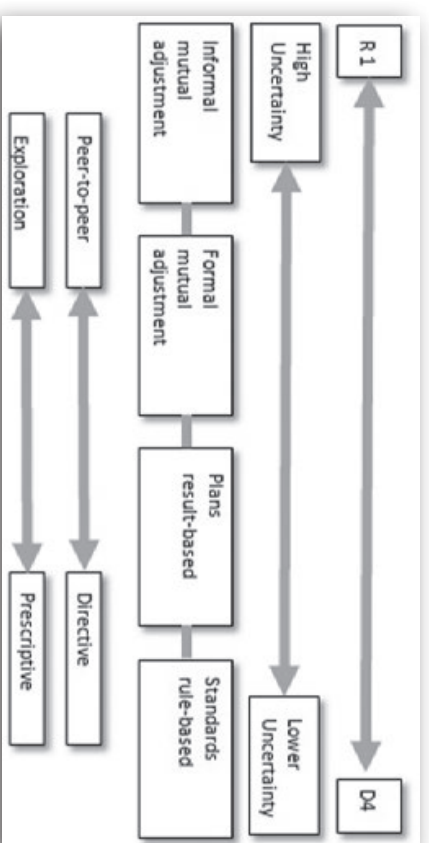 R 1
D4
High
Uncertainty
Lower
Uncertainty
Informal
mutual
adjustment
Formal
mutual
adjustment
Plans
result-based
Standards
rule-based
Peer-to-peer
Directive
Exploration
Prescriptive